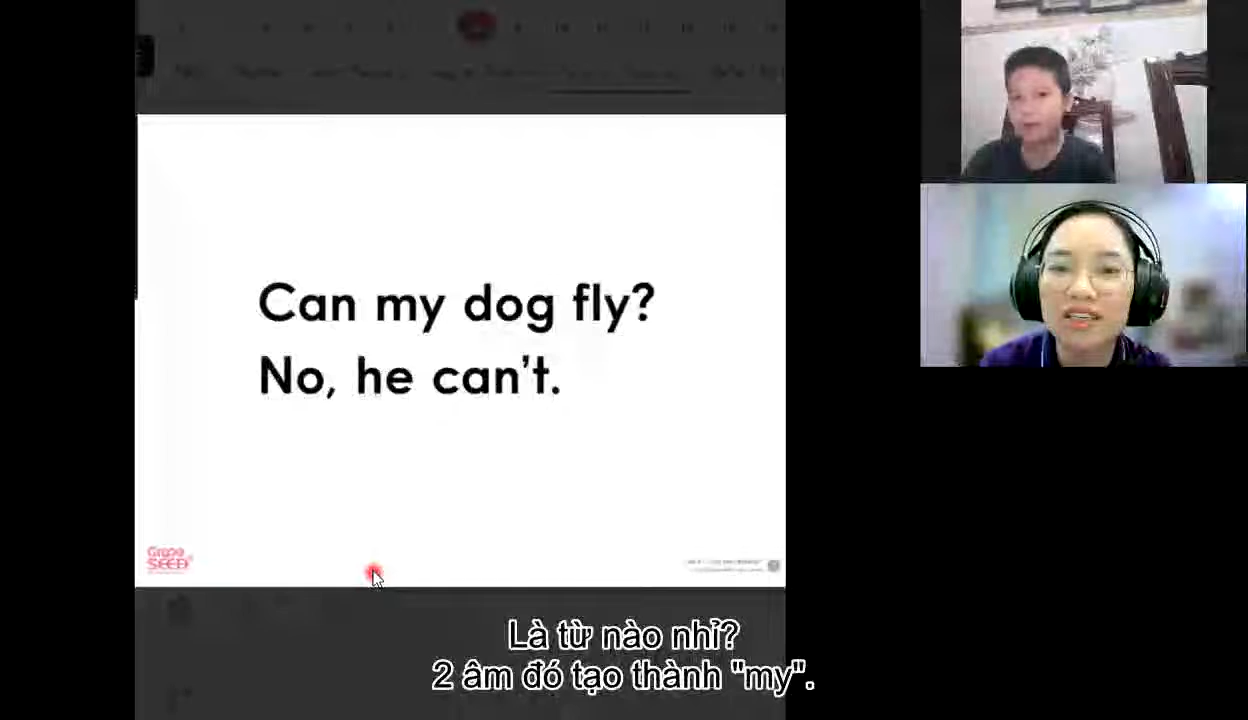 Can my dog fly?
No, he can't.
Grape
SEED
Là từ nào nhỉ?
2 âm đó tạo thành "my".